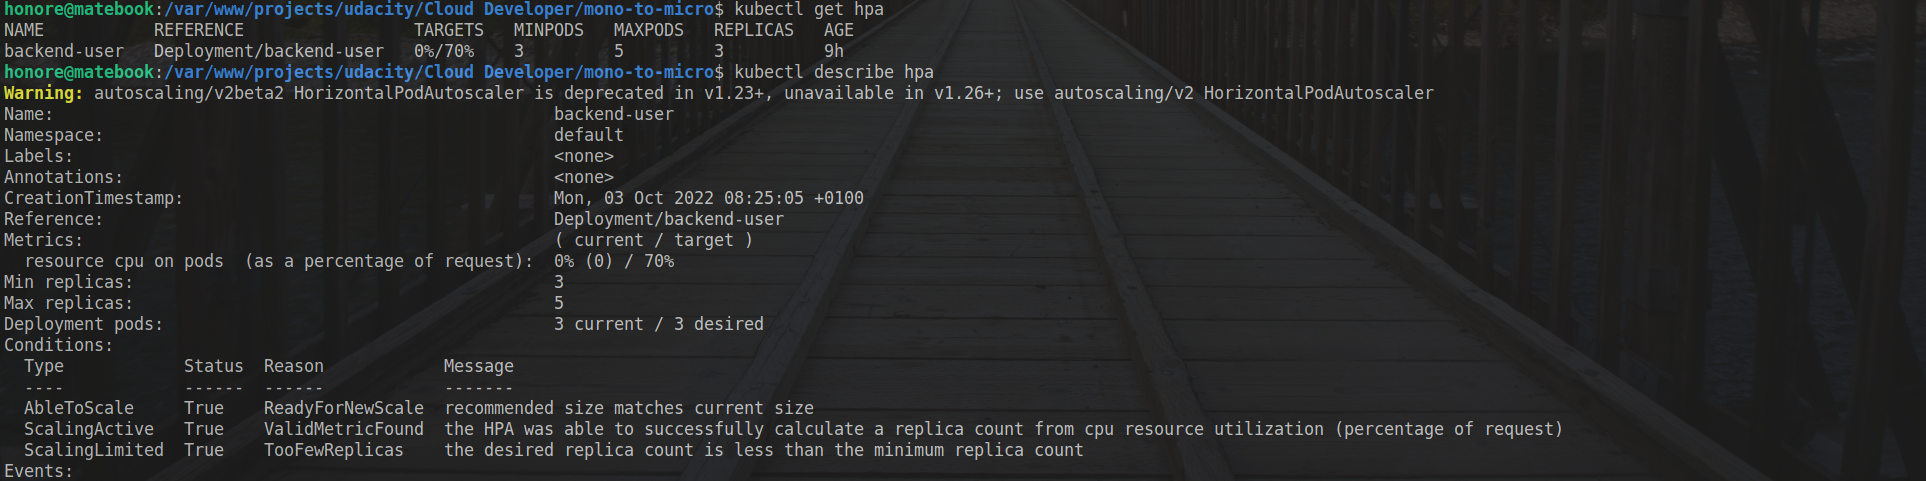 honore@matebook:/var/www/projects/udacity/Cloud Developer/mono-to-micro$ kubectl get hpa
NAME           REFERENCE                 TARGETS   MINPODS   MAXPODS   REPLICAS   AGE
backend-user   Deployment/backend-user   0%/70%    3         5         3          9h
honore@matebook:/var/www/projects/udacity/Cloud Developer/mono-to-micro$ kubectl describe hpa
Warning: autoscaling/v2beta2 HorizontalPodAutoscaler is deprecated in v1.23+, unavailable in v1.26+; use autoscaling/v2 HorizontalPodAutoscaler
Name:                                                  backend-user
Namespace:                                             default
Labels:                                                <none>
Annotations:                                           <none>
CreationTimestamp:                                     Mon, 03 Oct 2022 08:25:05 +0100
Reference:                                             Deployment/backend-user
Metrics:                                               ( current / target )
  resource cpu on pods  (as a percentage of request):  0% (0) / 70%
Min replicas:                                          3
Max replicas:                                          5
Deployment pods:                                       3 current / 3 desired
Conditions:
  Type            Status  Reason            Message
  ----            ------  ------            -------
  AbleToScale     True    ReadyForNewScale  recommended size matches current size
  ScalingActive   True    ValidMetricFound  the HPA was able to successfully calculate a replica count from cpu resource utilization (percentage of request)
  ScalingLimited  True    TooFewReplicas    the desired replica count is less than the minimum replica count
Events: